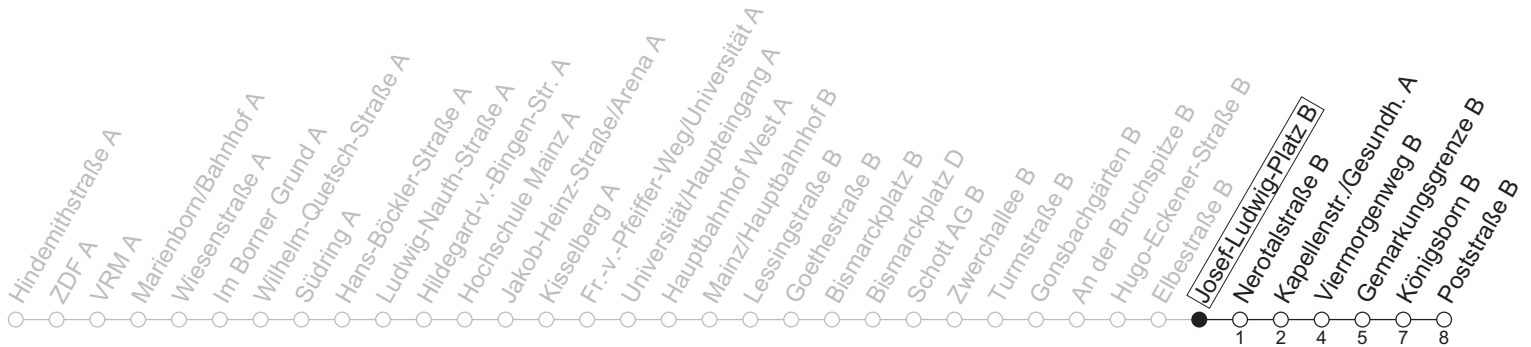 Hindemithstraße A
ZDF A
VRM A
Marienborn/Bahnhof A
Wiesenstraße A
Im Borner Grund A
Wilhelm-Quetsch-Straße A
Südring A
Hans-Böckler-Straße A
Ludwig-Nauth-Straße A
Hildegard-v.-Bingen-Str. A
Hochschule Mainz A
Jakob-Heinz-Straße/Arena A
Kisselberg A
Fr.-v.-Pfeiffer-Weg/Universität A
Universität/Haupteingang A
Hauptbahnhof West A
Mainz/Hauptbahnhof B
Lessingstraße B
Goethestraße B
Bismarckplatz B
Bismarckplatz D
Schott AG B
Zwerchallee B
Turmstraße B
Gonsbachgärten B
An der Bruchspitze B
Hugo-Eckener-Straße B
Elbestraße B
Josef-Ludwig-Platz B
Nerotalstraße B
Kapellenstr./Gesundh. A
Viermorgenweg B
Gemarkungsgrenze B
Königsborn B
Poststraße B
1 2 4 5 7 8